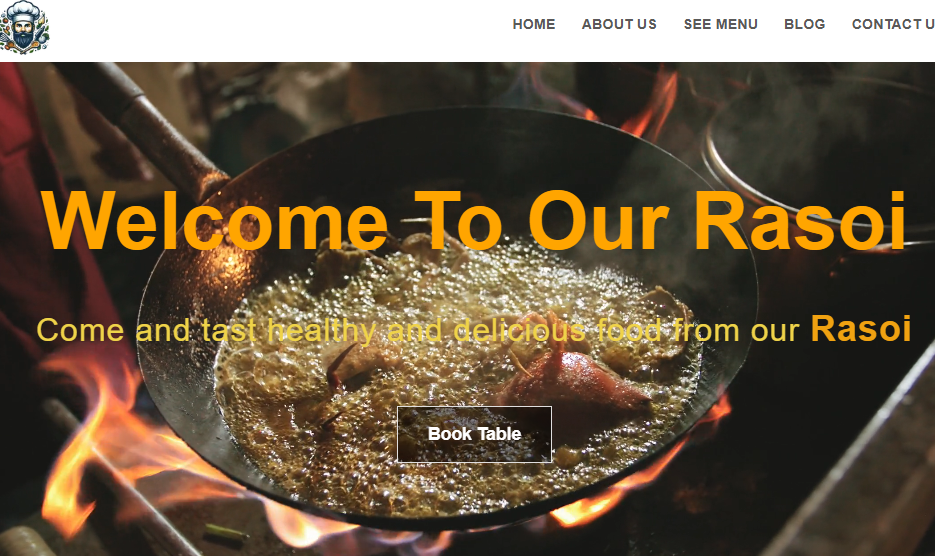 HOME ABOUT US SEE MENU BLOG CONTACT U
Welcome To Our Rasoi
Come and tast healthy and delicious food from our Rasoi
Book Table